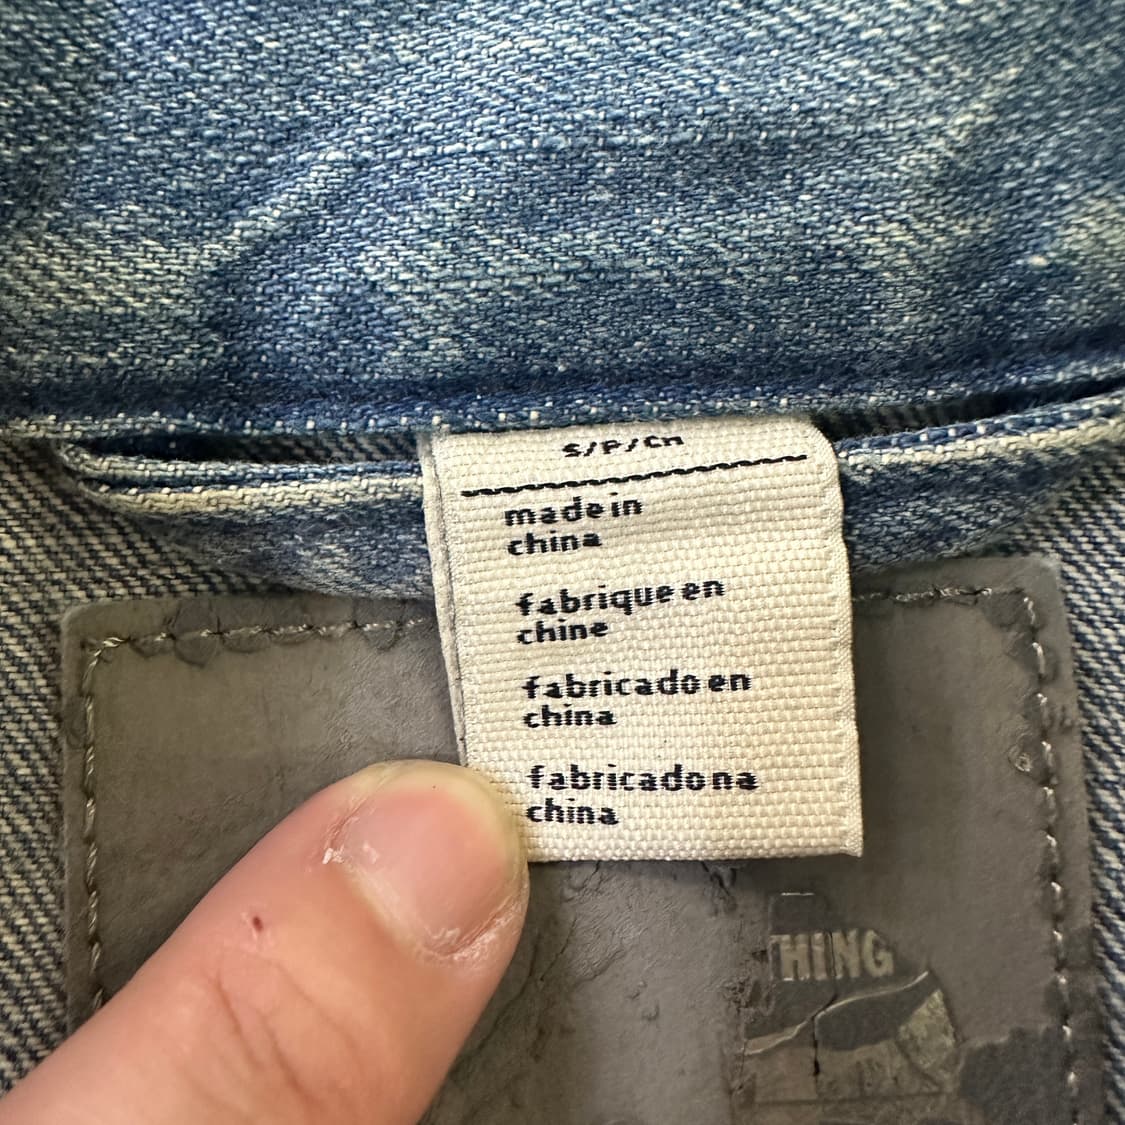 S/P/Ch
made in
china
fabrique en
chine
fabricado en
china
fabricado na
china
THING